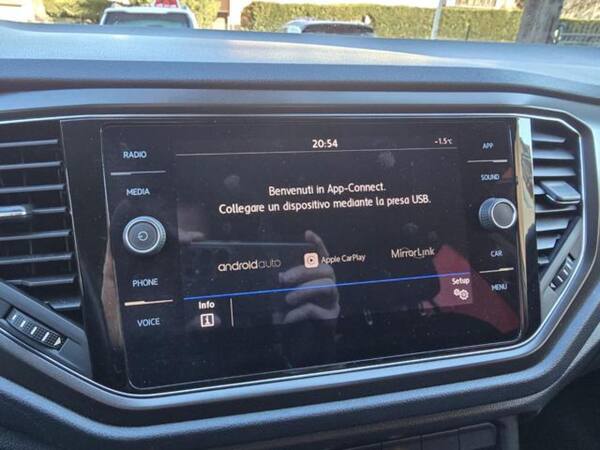 20:54
-1.5°C
RADIO
MEDIA
PHONE
VOICE
Benvenuti in App-Connect.
Collegare un dispositivo mediante la presa USB.
androidauto
Apple CarPlay
MirrorLink
Info
Setup
APP
SOUND
CAR
MENU